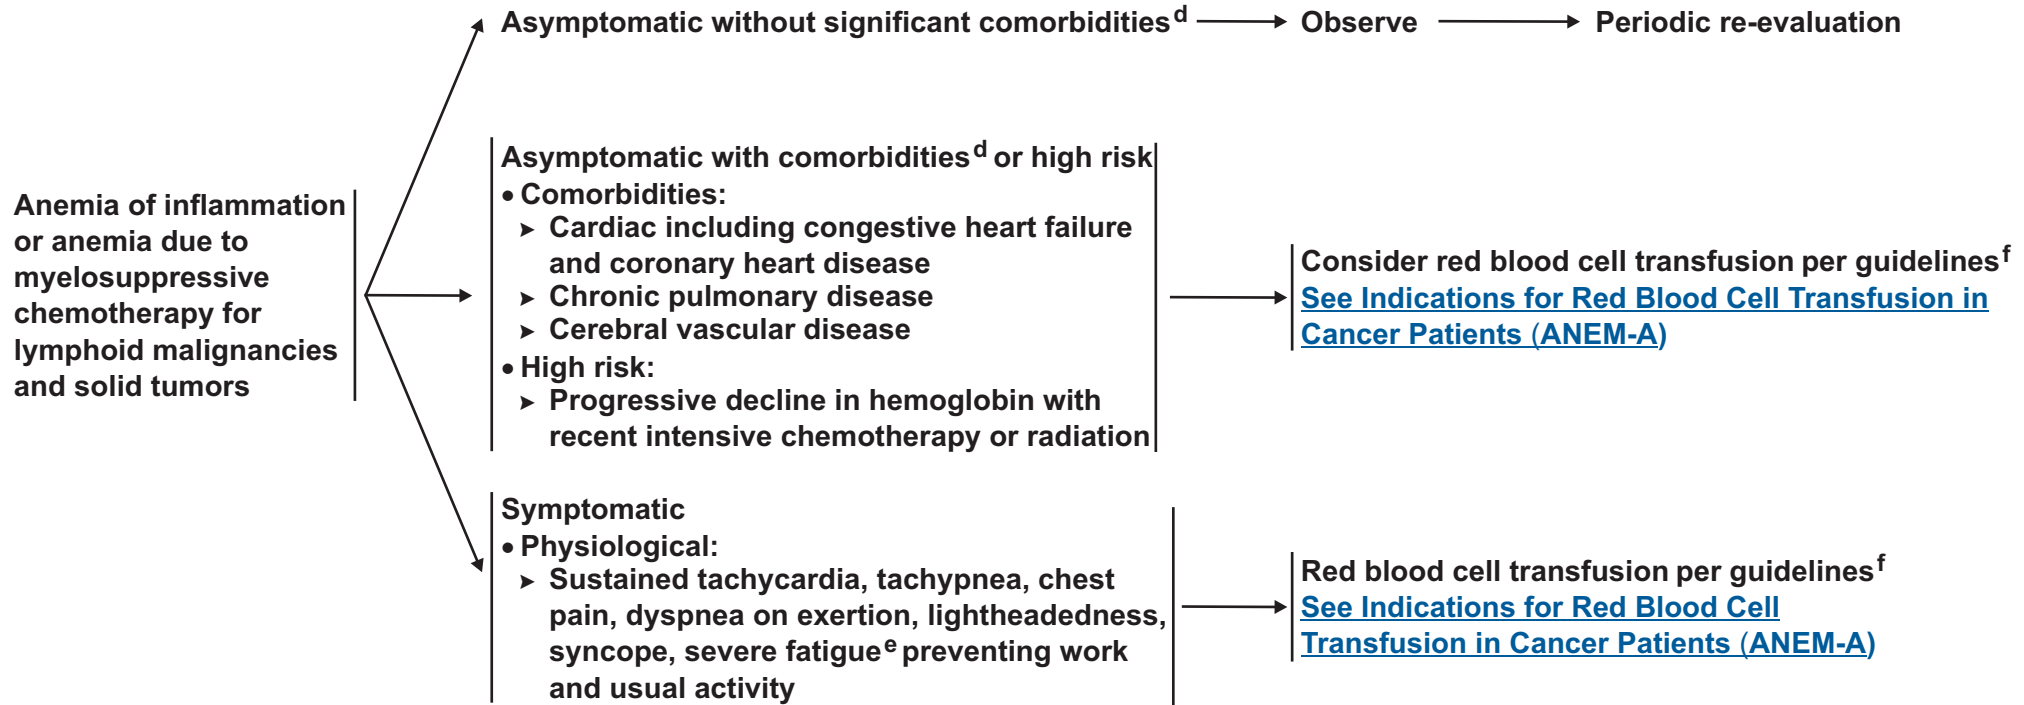 Asymptomatic without significant comorbidities d
Observe
Periodic re-evaluation
Anemia of inflammation
or anemia due to
myelosuppressive
chemotherapy for
lymphoid malignancies
and solid tumors
Asymptomatic with comorbidities d or high risk
• Comorbidities:
➤ Cardiac including congestive heart failure
and coronary heart disease
➤ Chronic pulmonary disease
➤ Cerebral vascular disease
• High risk:
➤ Progressive decline in hemoglobin with
recent intensive chemotherapy or radiation
Consider red blood cell transfusion per guidelines f
See Indications for Red Blood Cell Transfusion in
Cancer Patients (ANEM-A)
Symptomatic
• Physiological:
➤ Sustained tachycardia, tachypnea, chest
pain, dyspnea on exertion, lightheadedness,
syncope, severe fatigue e preventing work
and usual activity
Red blood cell transfusion per guidelines f
See Indications for Red Blood Cell
Transfusion in Cancer Patients (ANEM-A)